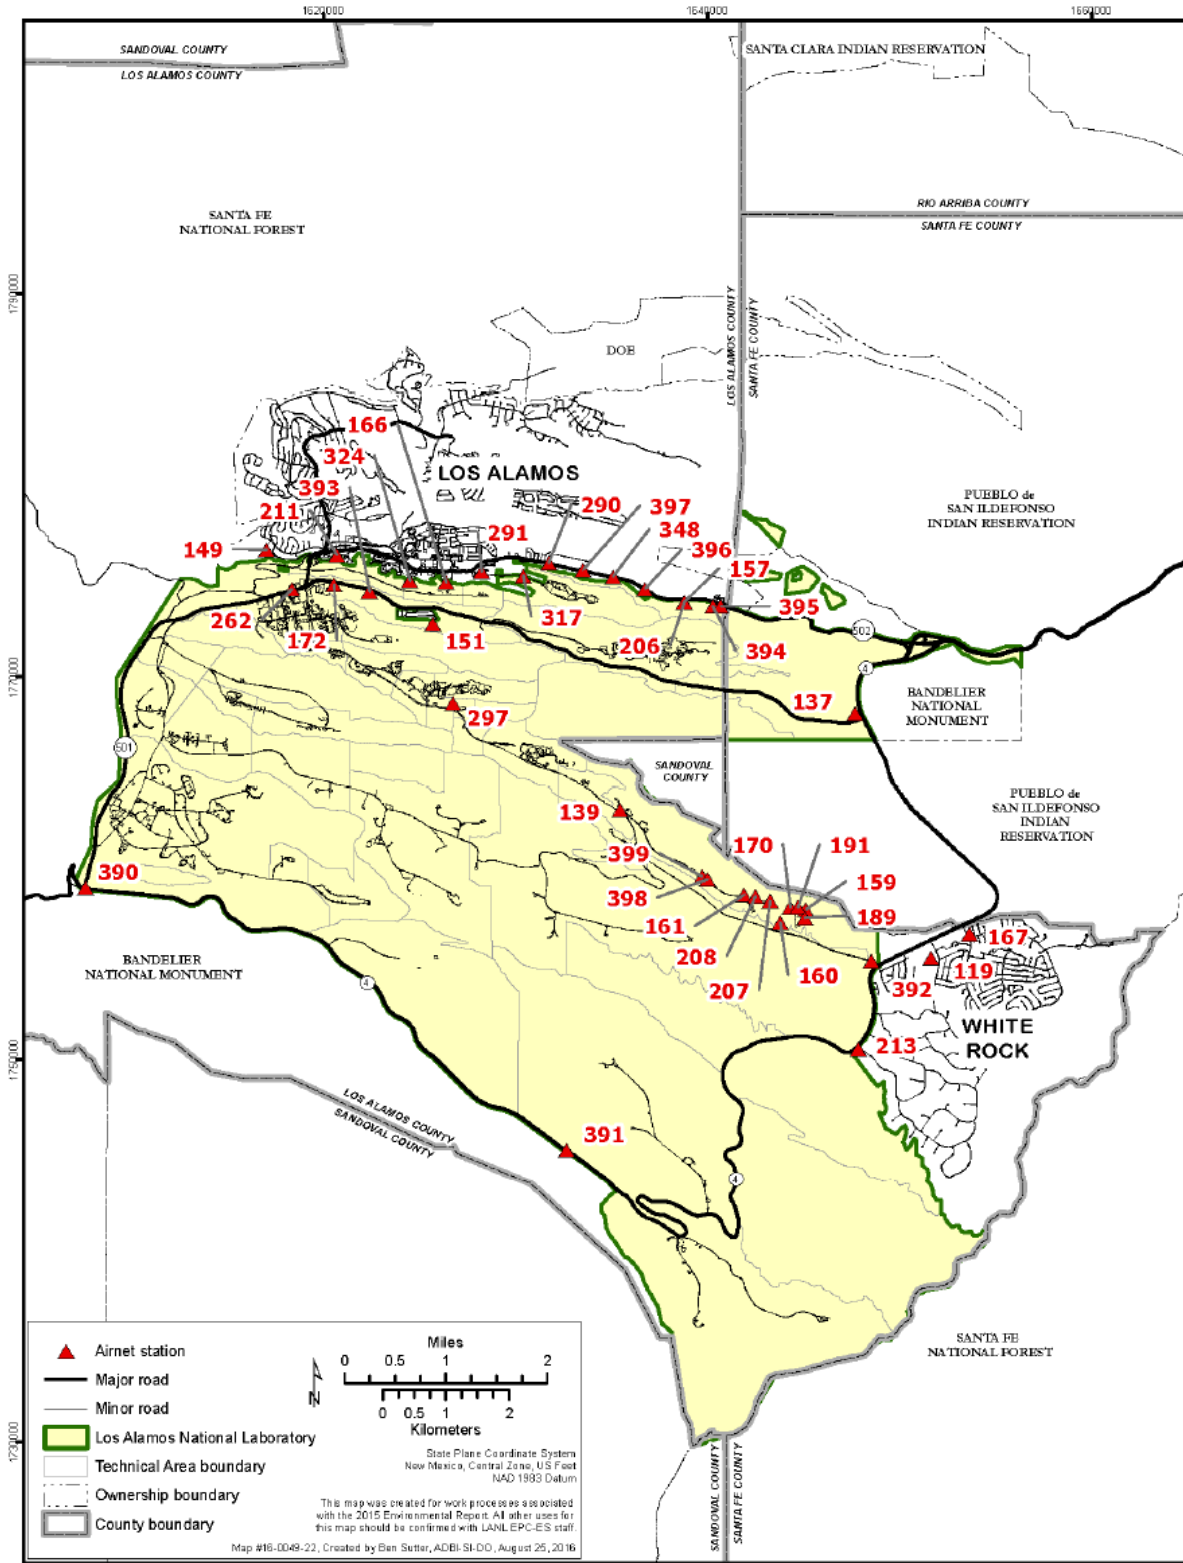 1620000
1640000
1660000
SANDOVAL COUNTY
LOS ALAMOS COUNTY
SANTA CLARA INDIAN RESERVATION
SANTA FE
NATIONAL FOREST
RIO ARRIBA COUNTY
SANTA FE COUNTY
1790000
LOS ALAMOS COUNTY
SANTA FE COUNTY
DOE
166
324
393
211
149
LOS ALAMOS
290
397
291
348
396
157
PUEBLO de
SAN ILDEFONSO
INDIAN RESERVATION
262
172
151
317
206
394
395
502
4
1770000
137
BANDELIER
NATIONAL
MONUMENT
297
501
SANDOVAL
COUNTY
PUEBLO de
SAN ILDEFONSO
INDIAN
RESERVATION
139
399
170
191
390
398
159
161
189
208
160
207
167
392
119
BANDELIER
NATIONAL MONUMENT
4
WHITE
ROCK
1750000
213
LOS ALAMOS COUNTY
SANDOVAL COUNTY
391
4
Airnet station
Major road
Minor road
Los Alamos National Laboratory
Technical Area boundary
Ownership boundary
County boundary
Miles
0 0.5 1 2
N
0 0.5 1 2
Kilometers
State Plane Coordinate System
New Mexico, Central Zone, US Feet
NAD 1983 Datum
This map was created for work processes associated
with the 2015 Environmental Report. All other uses for
this map should be confirmed with LANL EPC-ES staff.
Map #16-0049-22, Created by Ben Sutter, ADBI-SI-DO, August 25, 2016
SANTA FE
NATIONAL FOREST
1730000
SANDOVAL COUNTY
SANTA FE COUNTY